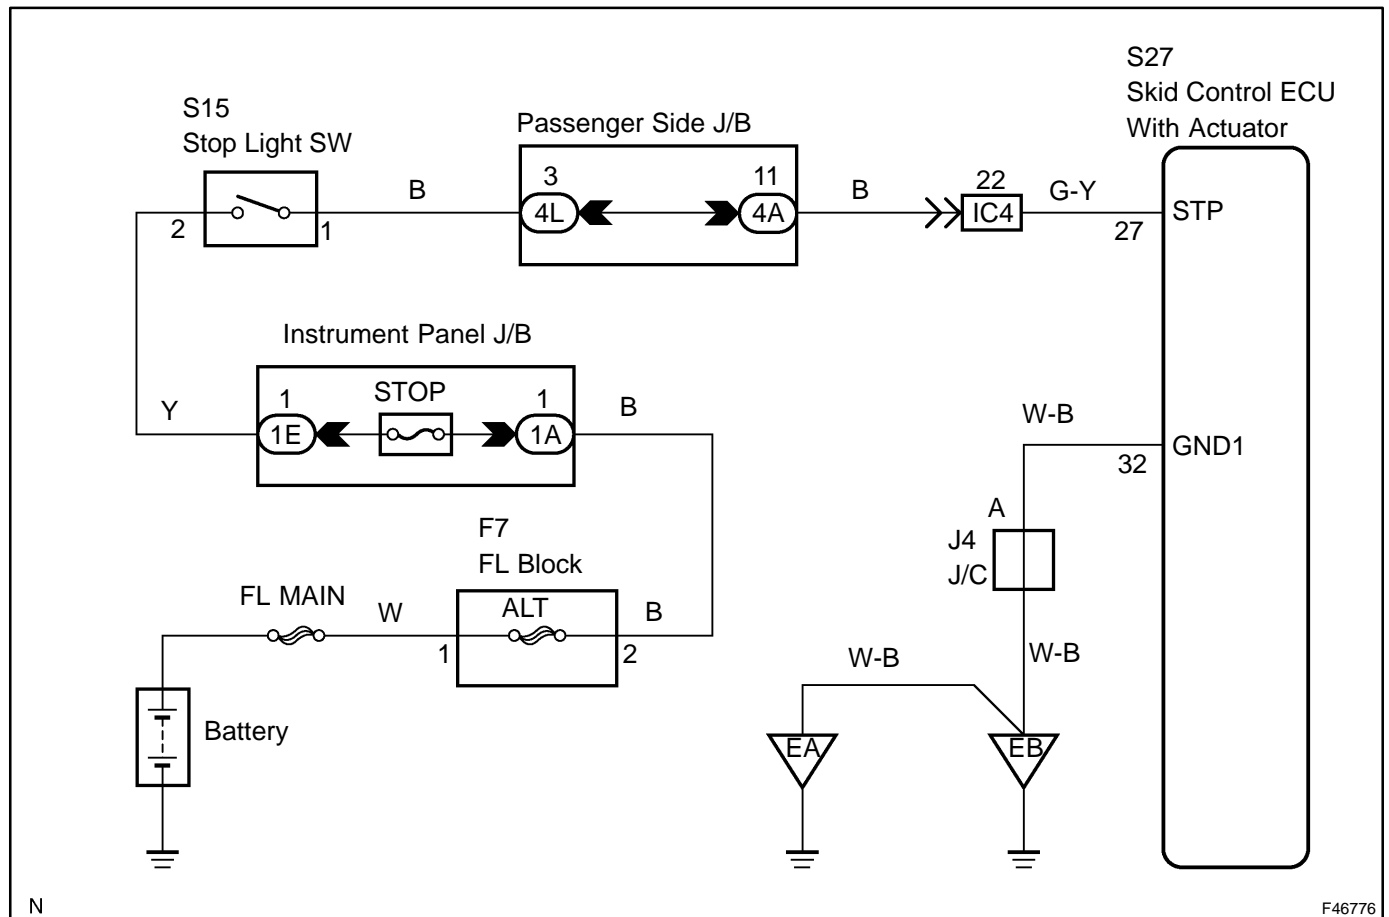 S27
Skid Control ECU
With Actuator
S15
Stop Light SW
Passenger Side J/B
3
11
22
B
B
G-Y
4L
4A
IC4
STP
2
1
27
Instrument Panel J/B
1
STOP
1
Y
B
W-B
1E
1A
GND1
32
A
F7
FL Block
J4
J/C
FL MAIN
W
ALT
B
1
2
W-B
W-B
Battery
EA
EB
N
F46776